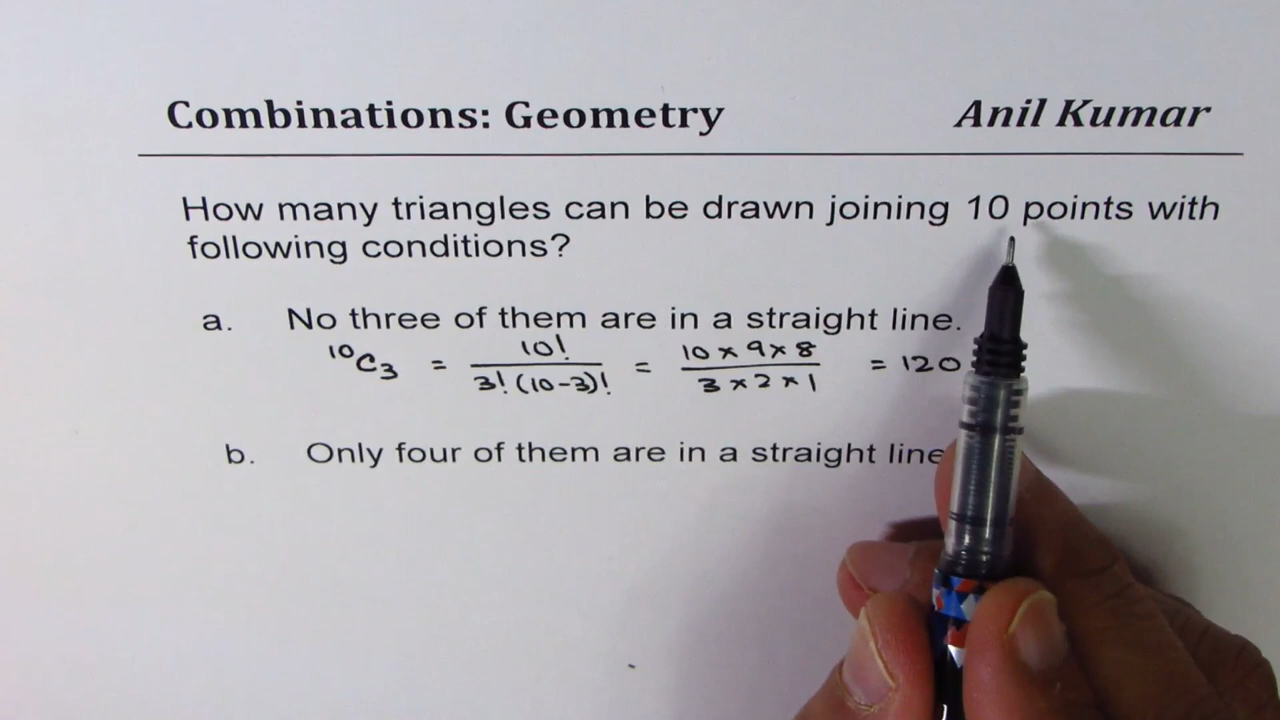 Combinations: Geometry Anil Kumar
How many triangles can be drawn joining 10 points with
following conditions?
a. No three of them are in a straight line.
¹⁰C₃ = 10! / 3! (10-3)! = 10 × 9 × 8 / 3 × 2 × 1 = 120
b. Only four of them are in a straight line